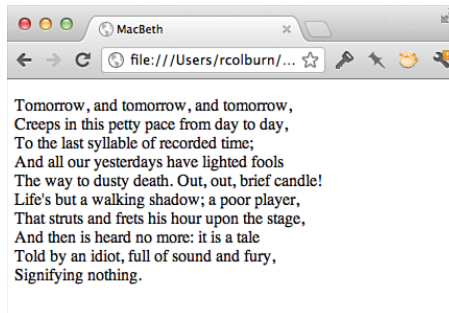 MacBeth
file:///Users/rcolburn/...
Tomorrow, and tomorrow, and tomorrow,
Creeps in this petty pace from day to day,
To the last syllable of recorded time;
And all our yesterdays have lighted fools
The way to dusty death. Out, out, brief candle!
Life's but a walking shadow; a poor player,
That struts and frets his hour upon the stage,
And then is heard no more: it is a tale
Told by an idiot, full of sound and fury,
Signifying nothing.